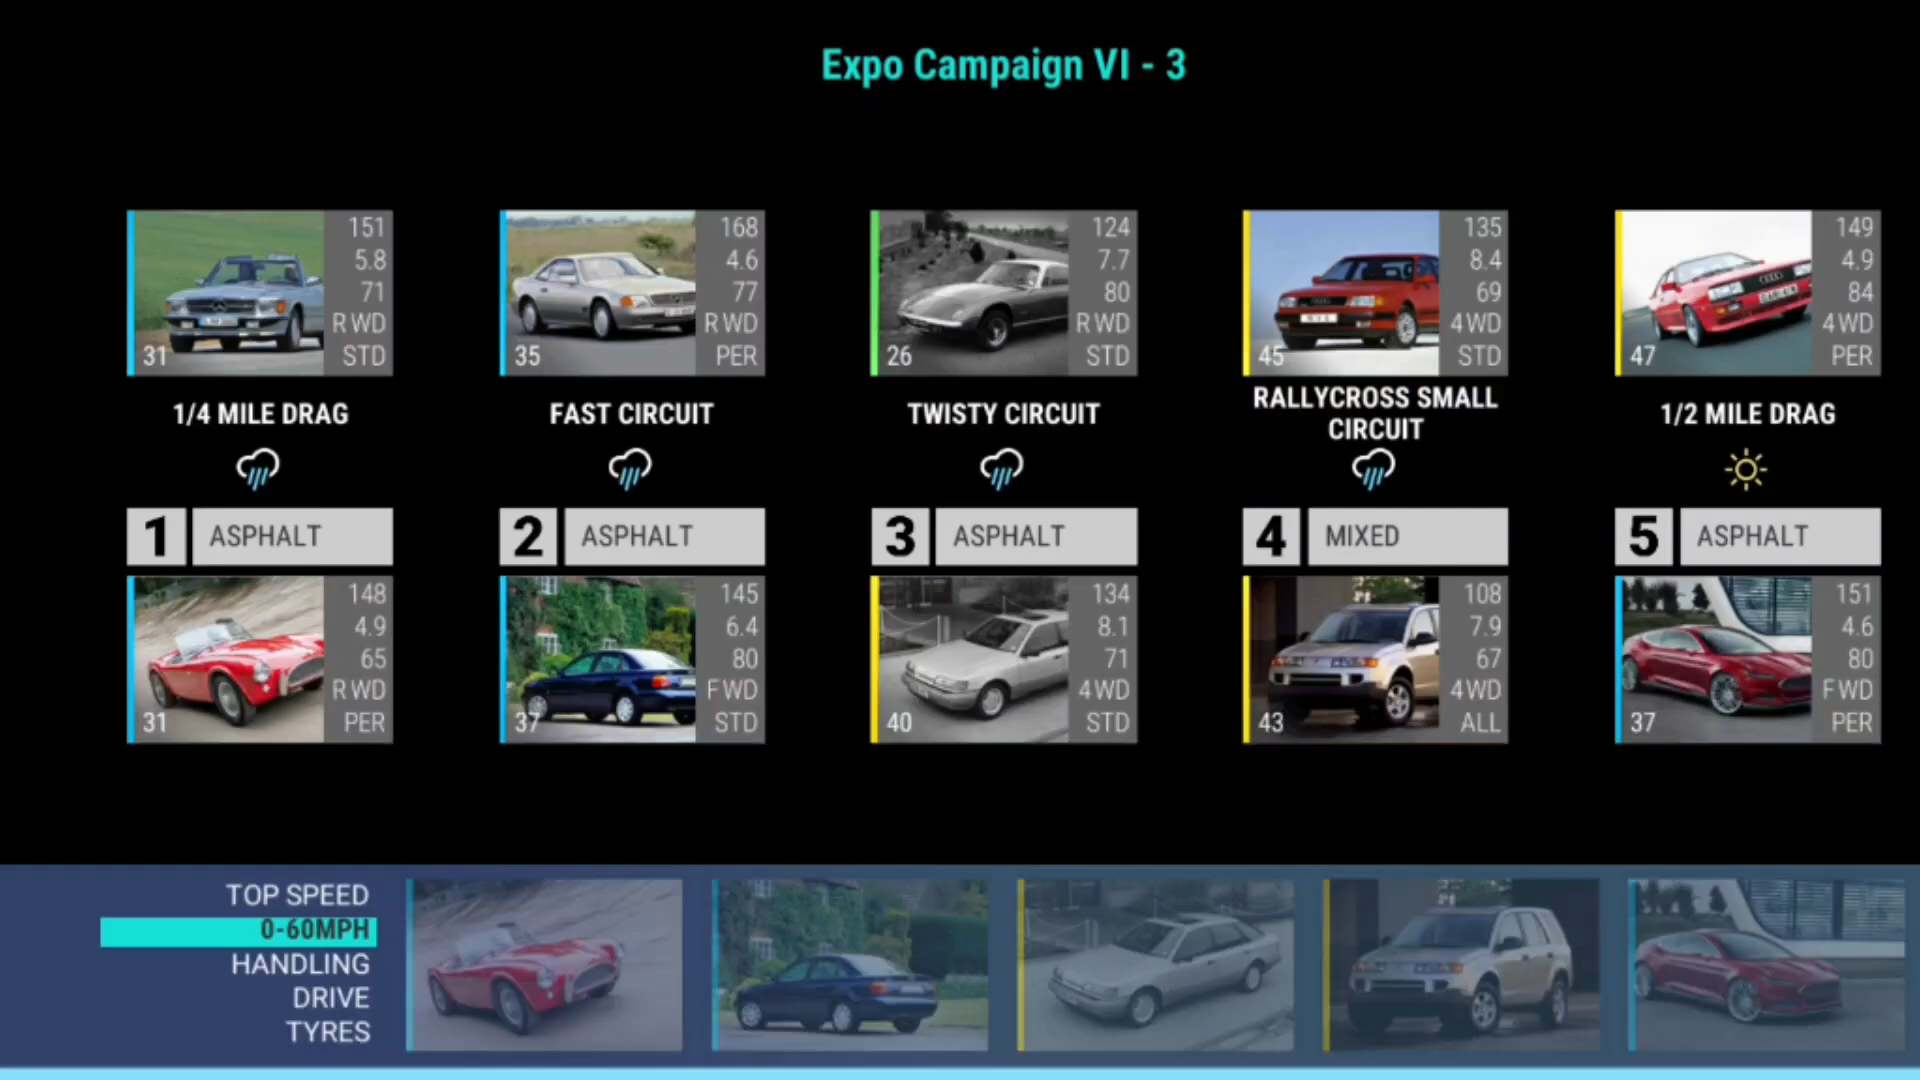 Expo Campaign VI - 3
151
5.8
71
RWD
STD
31
168
4.6
77
RWD
PER
35
124
7.7
80
RWD
STD
26
135
8.4
69
4WD
STD
45
149
4.9
84
4WD
PER
47
1/4 MILE DRAG
FAST CIRCUIT
TWISTY CIRCUIT
RALLYCROSS SMALL
CIRCUIT
1/2 MILE DRAG
1 ASPHALT
2 ASPHALT
3 ASPHALT
4 MIXED
5 ASPHALT
148
4.9
65
RWD
PER
31
145
6.4
80
FWD
STD
37
134
8.1
71
4WD
STD
40
108
7.9
67
4WD
ALL
43
151
4.6
80
FWD
PER
37
TOP SPEED
0-60MPH
HANDLING
DRIVE
TYRES